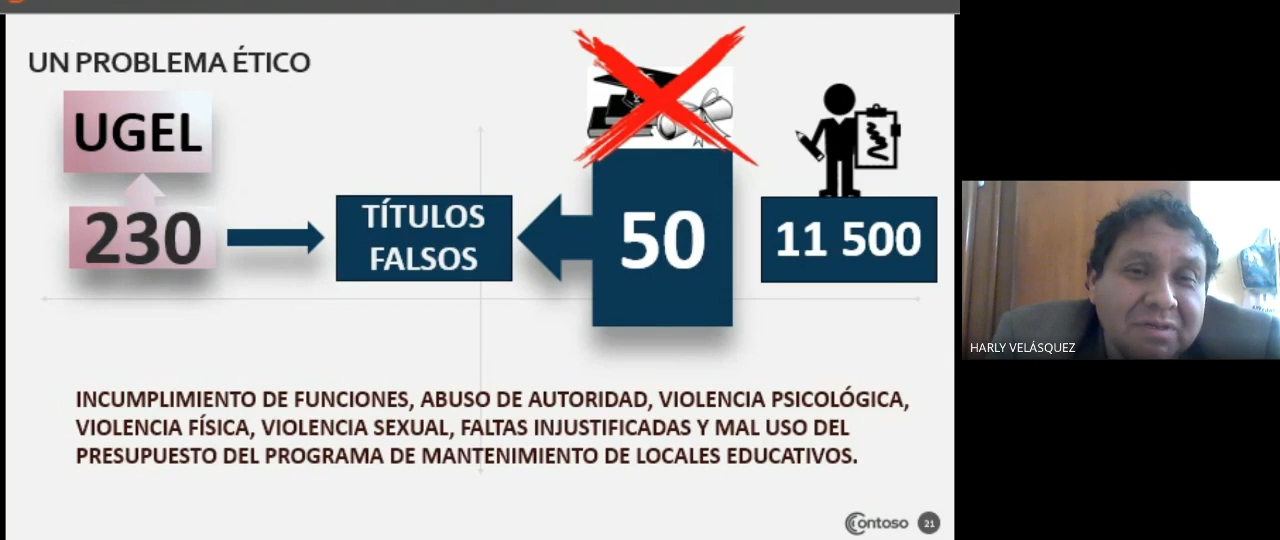 UN PROBLEMA ÉTICO
UGEL
230
TÍTULOS
FALSOS
50
11 500
HARLY VELÁSQUEZ
INCUMPLIMIENTO DE FUNCIONES, ABUSO DE AUTORIDAD, VIOLENCIA PSICOLÓGICA,
VIOLENCIA FÍSICA, VIOLENCIA SEXUAL, FALTAS INJUSTIFICADAS Y MAL USO DEL
PRESUPUESTO DEL PROGRAMA DE MANTENIMIENTO DE LOCALES EDUCATIVOS.
Contoso 21